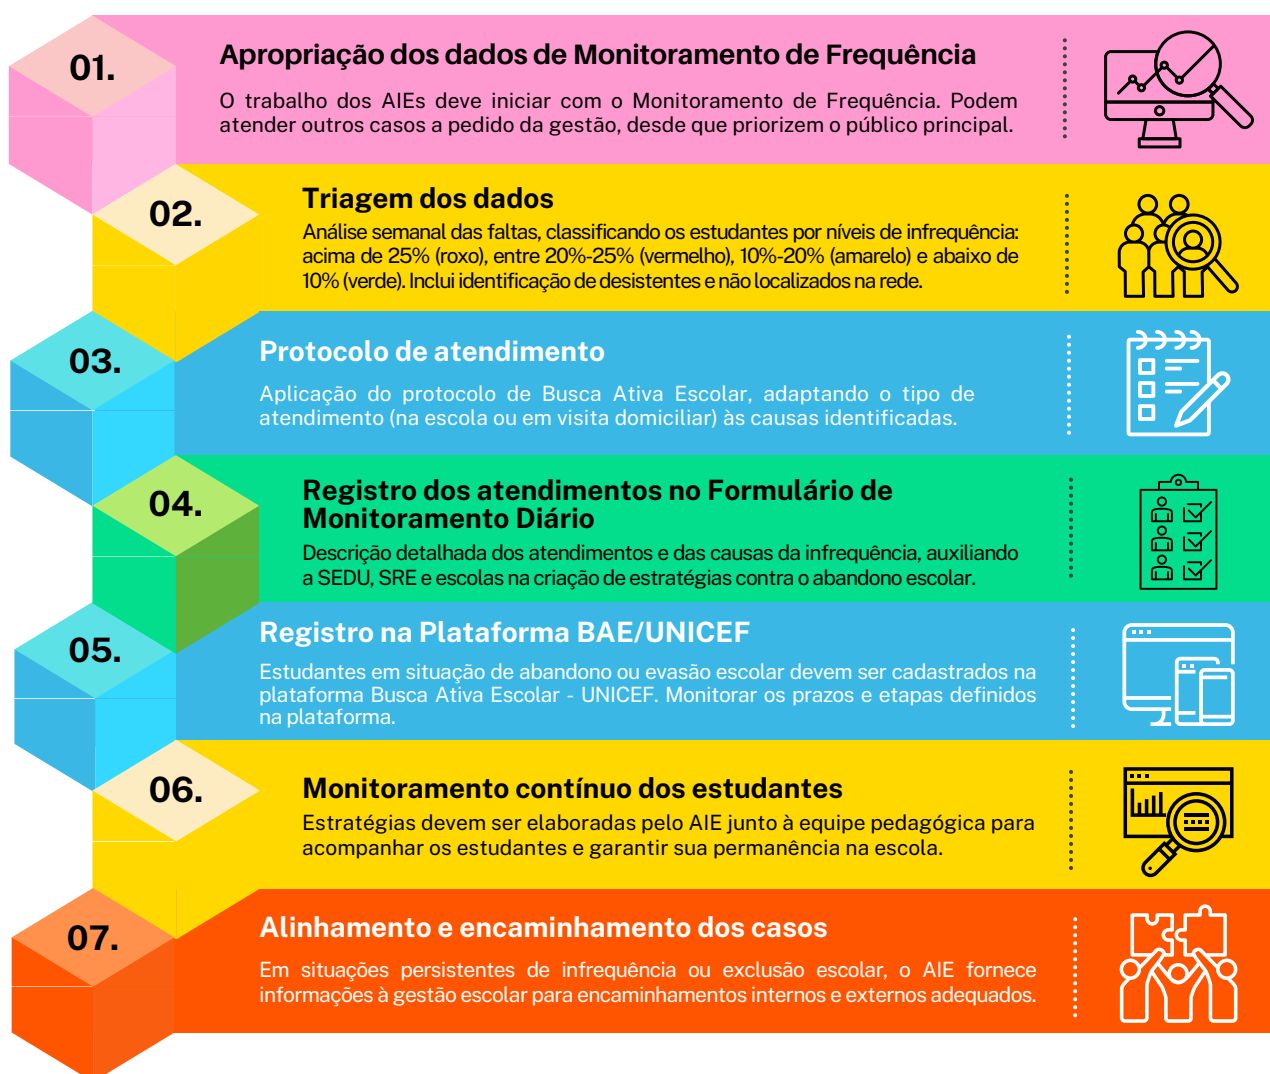 01.
Apropriação dos dados de Monitoramento de Frequência
O trabalho dos AIEs deve iniciar com o Monitoramento de Frequência. Podem
atender outros casos a pedido da gestão, desde que priorizem o público principal.
02.
Triagem dos dados
Análise semanal das faltas, classificando os estudantes por níveis de infrequência:
acima de 25% (roxo), entre 20%-25% (vermelho), 10%-20% (amarelo) e abaixo de
10% (verde). Inclui identificação de desistentes e não localizados na rede.
03.
Protocolo de atendimento
Aplicação do protocolo de Busca Ativa Escolar, adaptando o tipo de
atendimento (na escola ou em visita domiciliar) às causas identificadas.
04.
Registro dos atendimentos no Formulário de
Monitoramento Diário
Descrição detalhada dos atendimentos e das causas da infrequência, auxiliando
a SEDU, SRE e escolas na criação de estratégias contra o abandono escolar.
05.
Registro na Plataforma BAE/UNICEF
Estudantes em situação de abandono ou evasão escolar devem ser cadastrados na
plataforma Busca Ativa Escolar - UNICEF. Monitorar os prazos e etapas definidos
na plataforma.
06.
Monitoramento contínuo dos estudantes
Estratégias devem ser elaboradas pelo AIE junto à equipe pedagógica para
acompanhar os estudantes e garantir sua permanência na escola.
07.
Alinhamento e encaminhamento dos casos
Em situações persistentes de infrequência ou exclusão escolar, o AIE fornece
informações à gestão escolar para encaminhamentos internos e externos adequados.